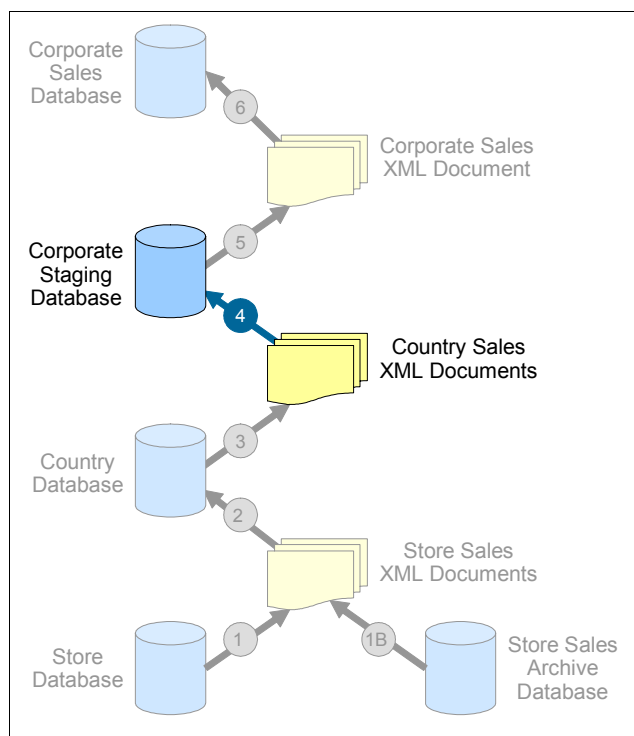 Corporate
Sales
Database
6
Corporate Sales
XML Document
5
Corporate
Staging
Database
4
Country Sales
XML Documents
3
Country
Database
2
Store Sales
XML Documents
1
1B
Store
Database
Store Sales
Archive
Database